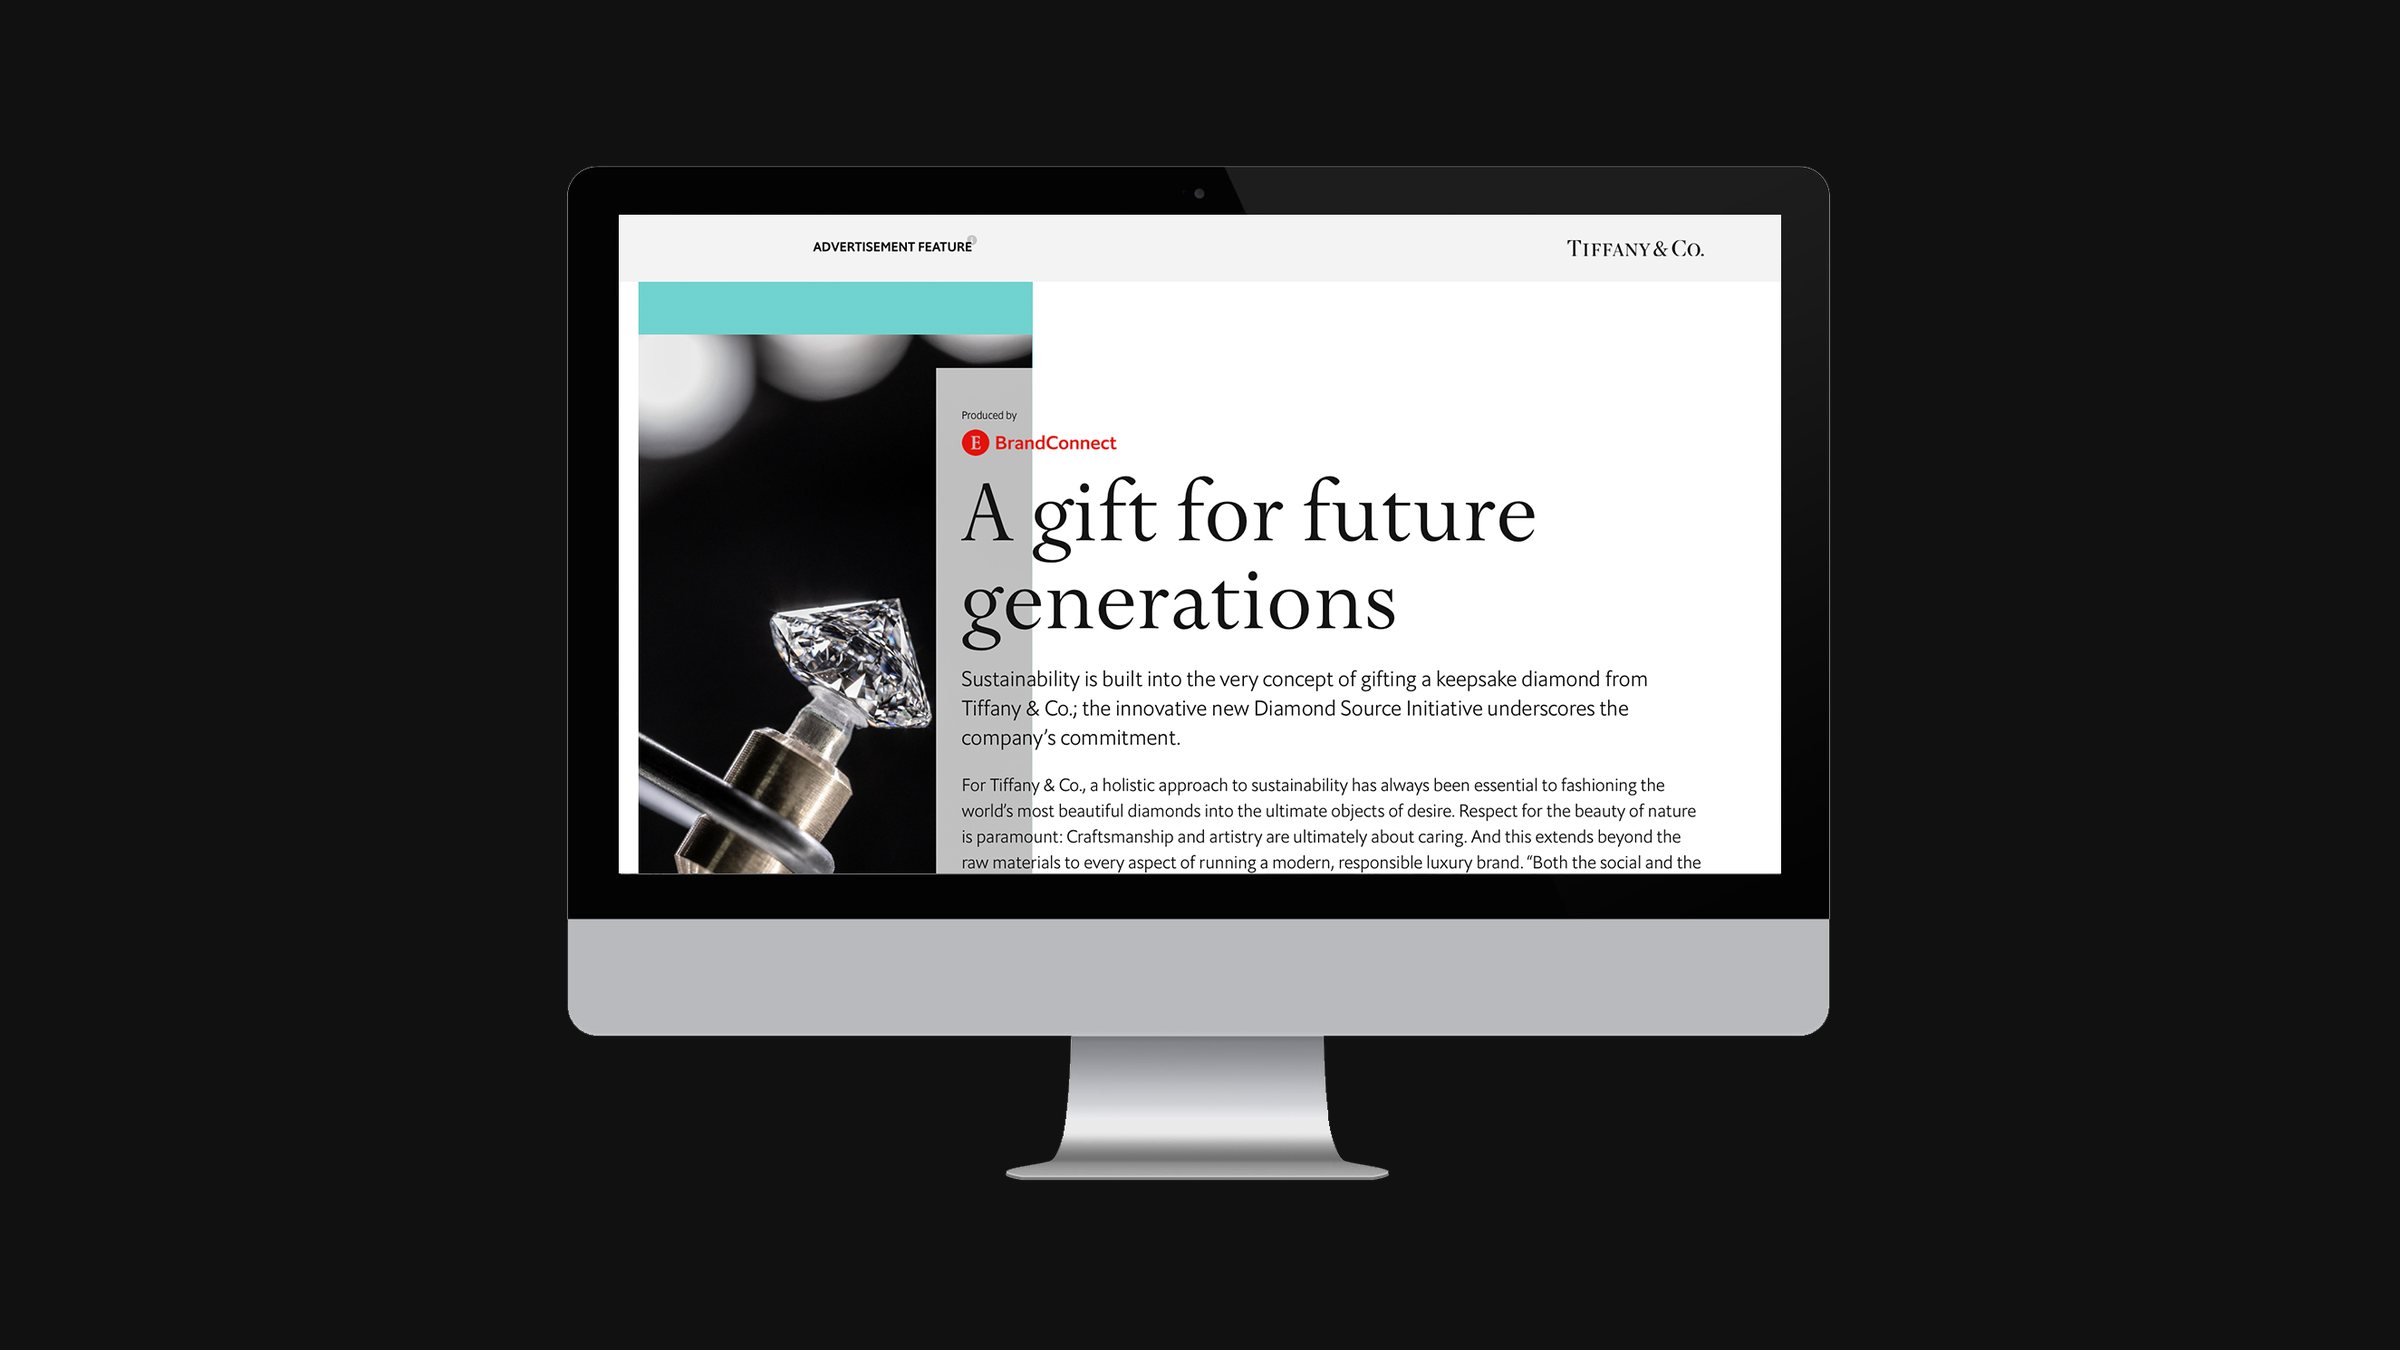 ADVERTISEMENT FEATURE
TIFFANY & CO.
Produced by
E BrandConnect
A gift for future
generations
Sustainability is built into the very concept of gifting a keepsake diamond from
Tiffany & Co.; the innovative new Diamond Source Initiative underscores the
company’s commitment.
For Tiffany & Co., a holistic approach to sustainability has always been essential to fashioning the
world’s most beautiful diamonds into the ultimate objects of desire. Respect for the beauty of nature
is paramount: Craftsmanship and artistry are ultimately about caring. And this extends beyond the
raw materials to every aspect of running a modern, responsible luxury brand. “Both the social and the